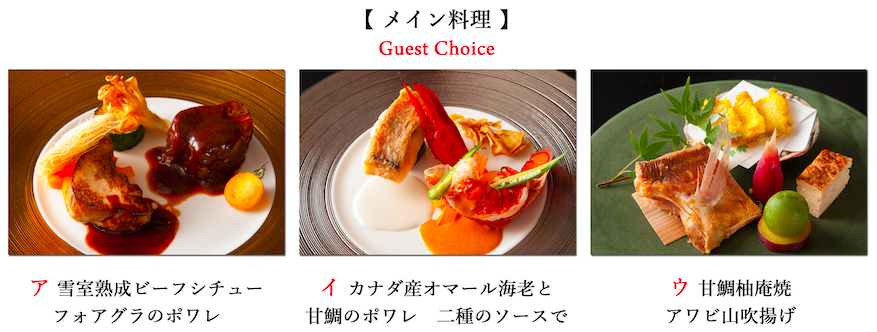 【 メイン料理 】
Guest Choice
ア 雪室熟成ビーフシチュー
フォアグラのポワレ
イ カナダ産オマール海老と
甘鯛のポワレ　二種のソースで
ウ 甘鯛柚庵焼
アワビ山吹揚げ